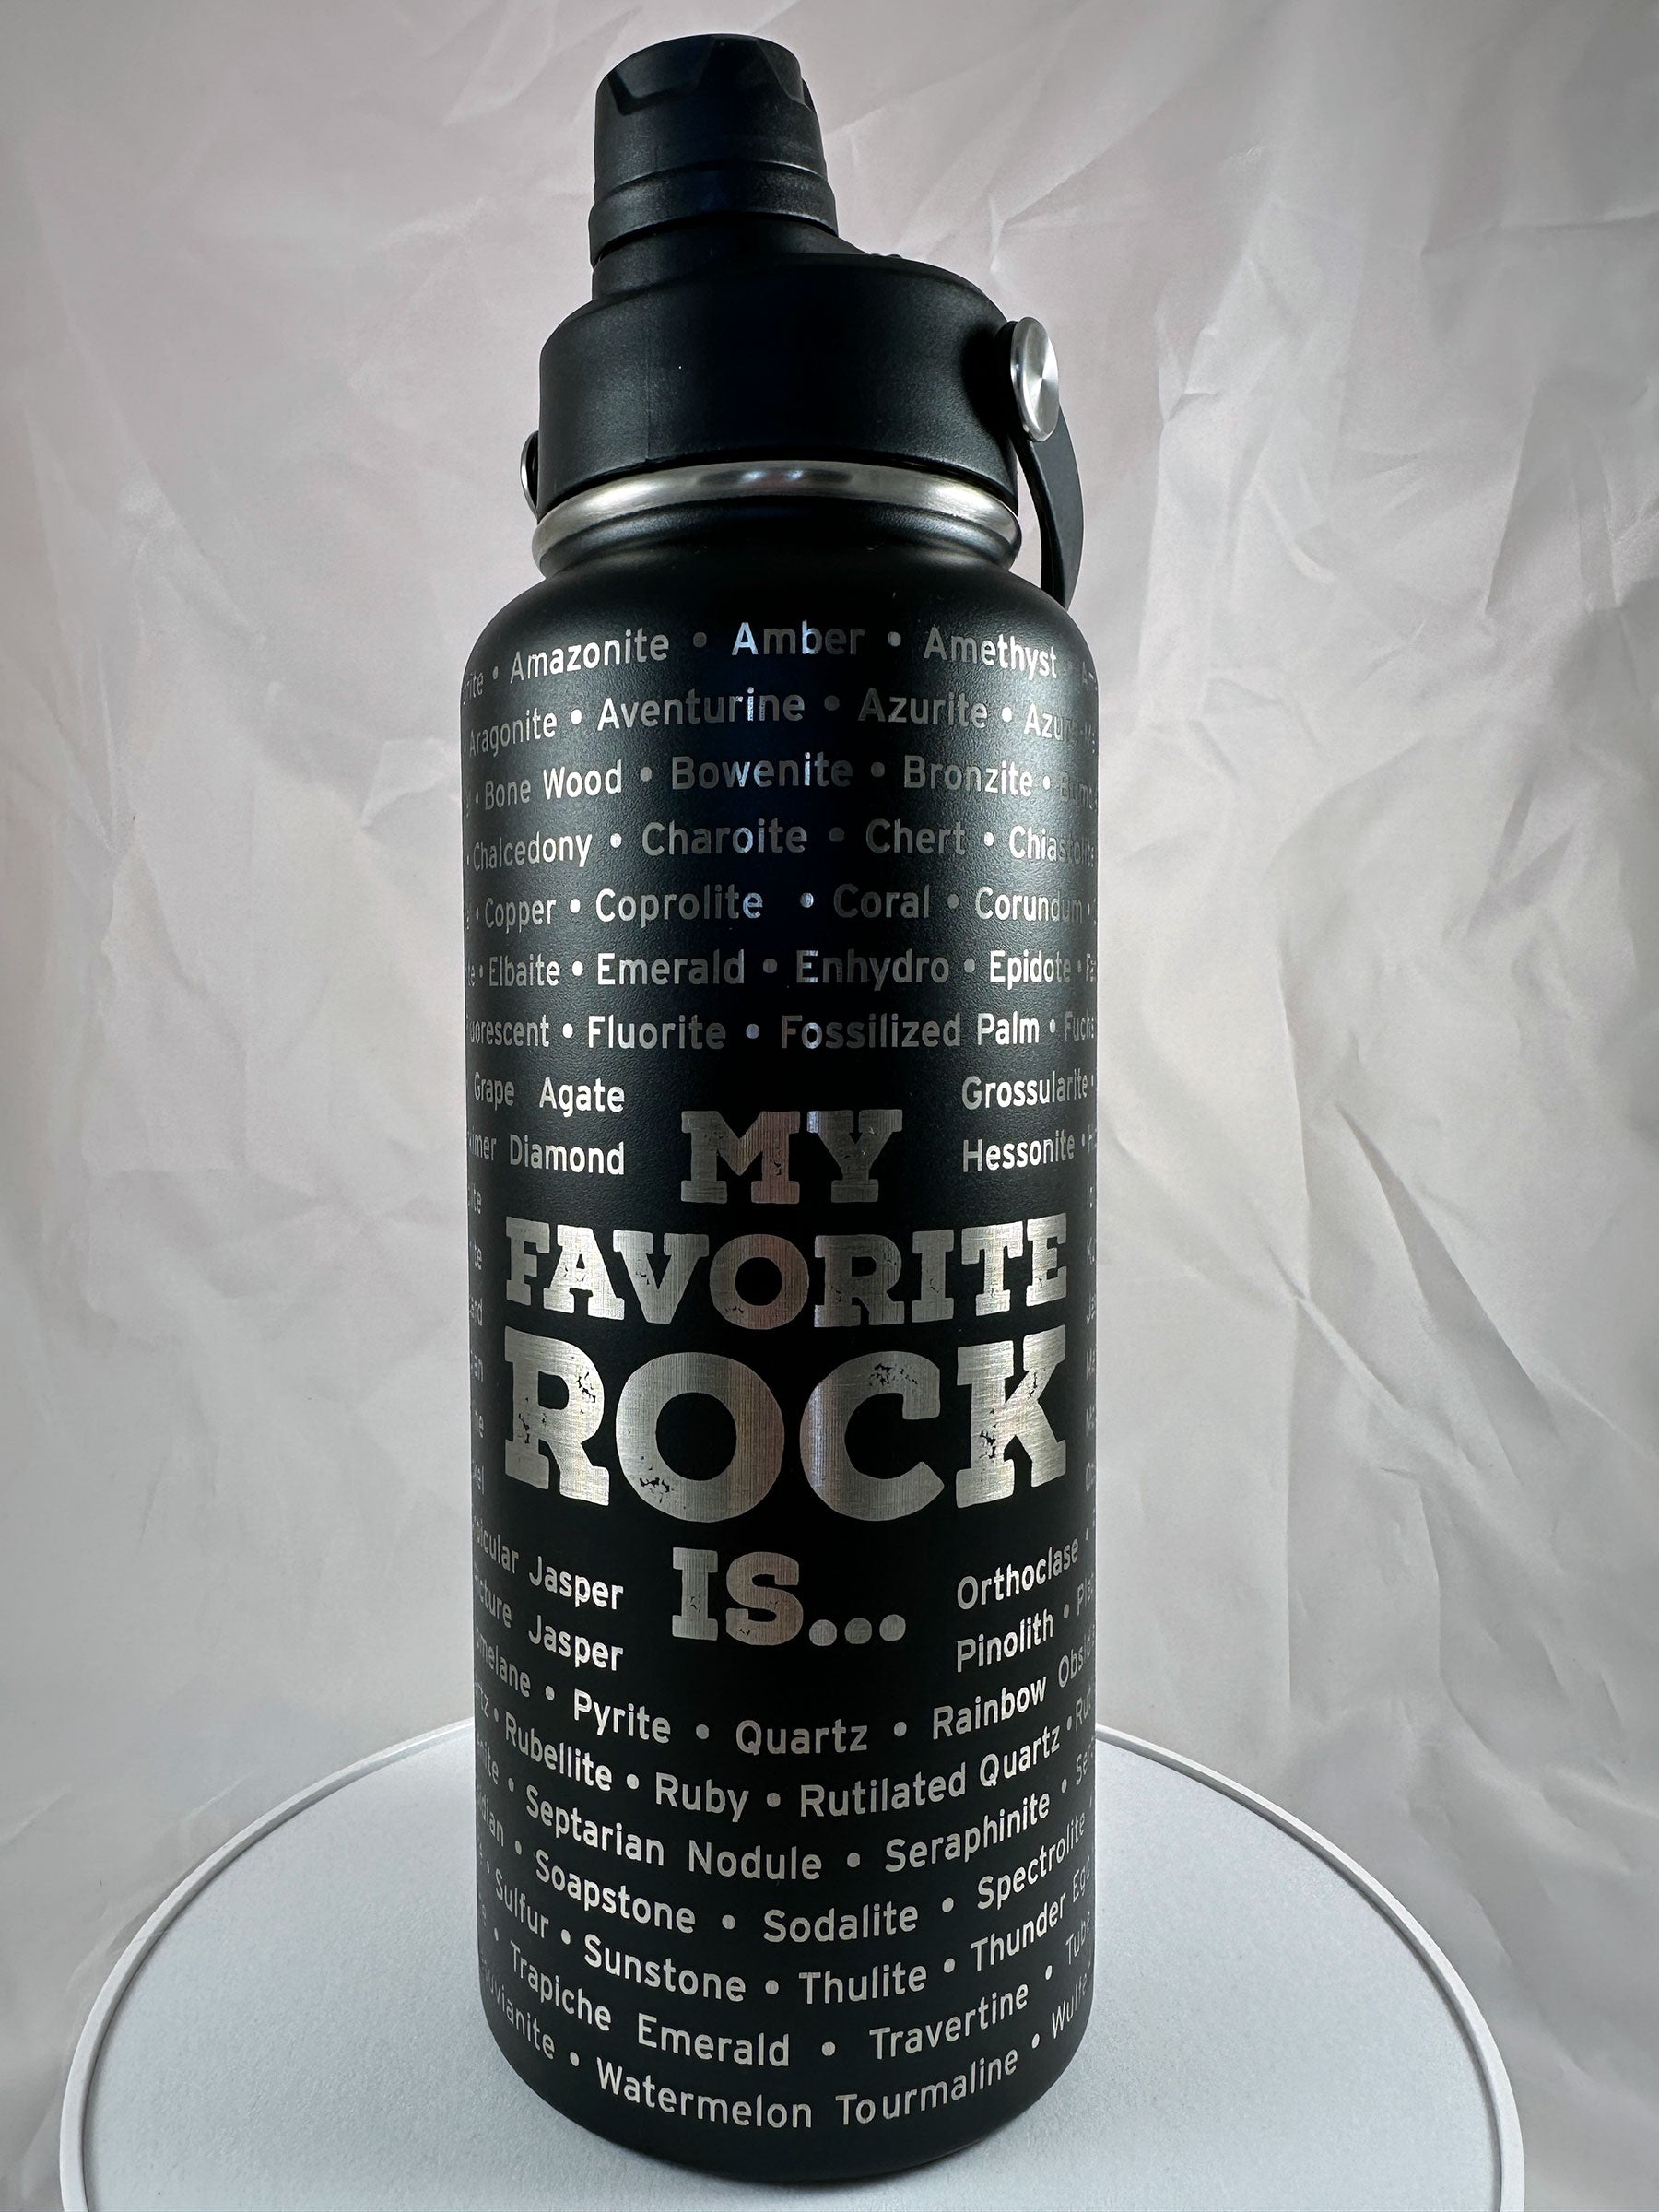 • Amazonite • Amber • Amethyst
• Aragonite • Aventurine • Azurite •
• Bone Wood • Bowenite • Bronzite •
• Chalcedony • Charoite • Chert •
• Copper • Coprolite • Coral • Corundum •
• Elbaite • Emerald • Enhydro • Epidote •
• Fluorite • Fossilized Palm •
Grape Agate Grossularite •
Diamond Hessonite •
MY
FAVORITE
ROCK
IS...
Jasper Orthoclase •
Jasper Pinolith •
• Pyrite • Quartz • Rainbow
• Rubellite • Ruby • Rutilated Quartz •
• Septarian Nodule • Seraphinite •
• Soapstone • Sodalite • Spectrolite
• Sulfur • Sunstone • Thulite • Thunder
• Trapiche Emerald • Travertine •
• Watermelon Tourmaline •